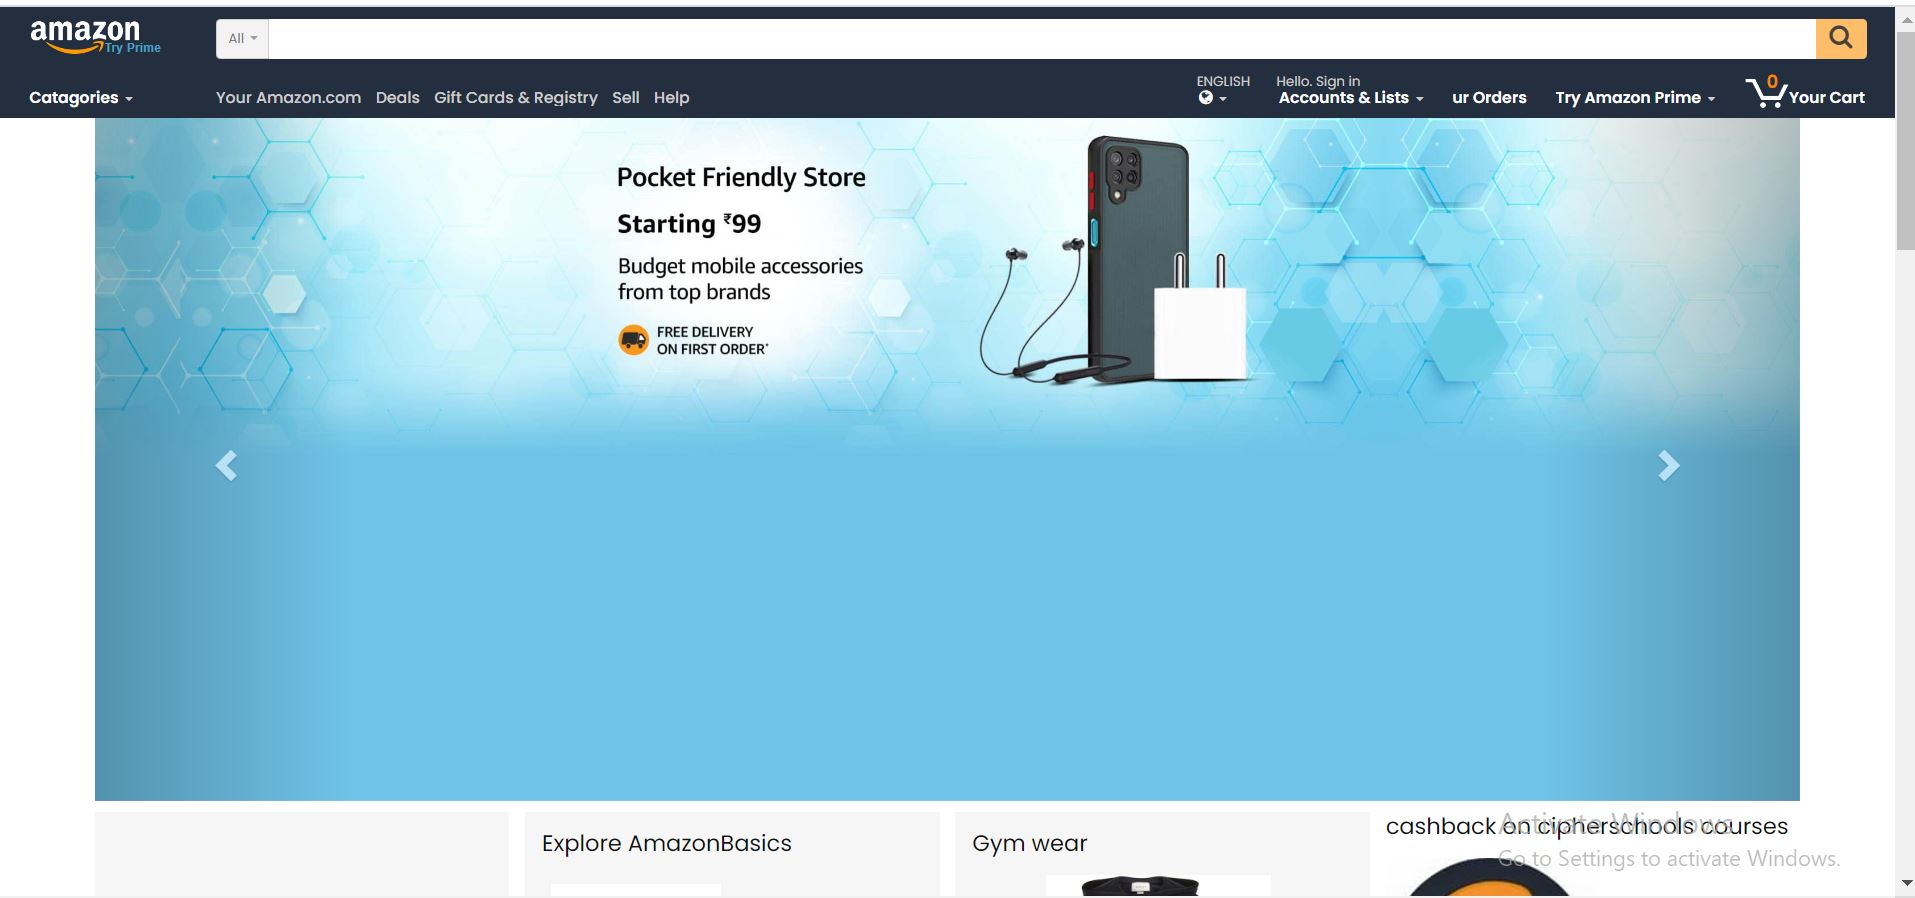 amazon
Try Prime
All
Catagories
Your Amazon.com Deals Gift Cards & Registry Sell Help
ENGLISH
Hello. Sign in
Accounts & Lists
ur Orders
Try Amazon Prime
0
Your Cart
Pocket Friendly Store
Starting ₹99
Budget mobile accessories
from top brands
FREE DELIVERY
ON FIRST ORDER*
Explore AmazonBasics
Gym wear
cashback on cipherschools courses
Activate Windows
Go to Settings to activate Windows.